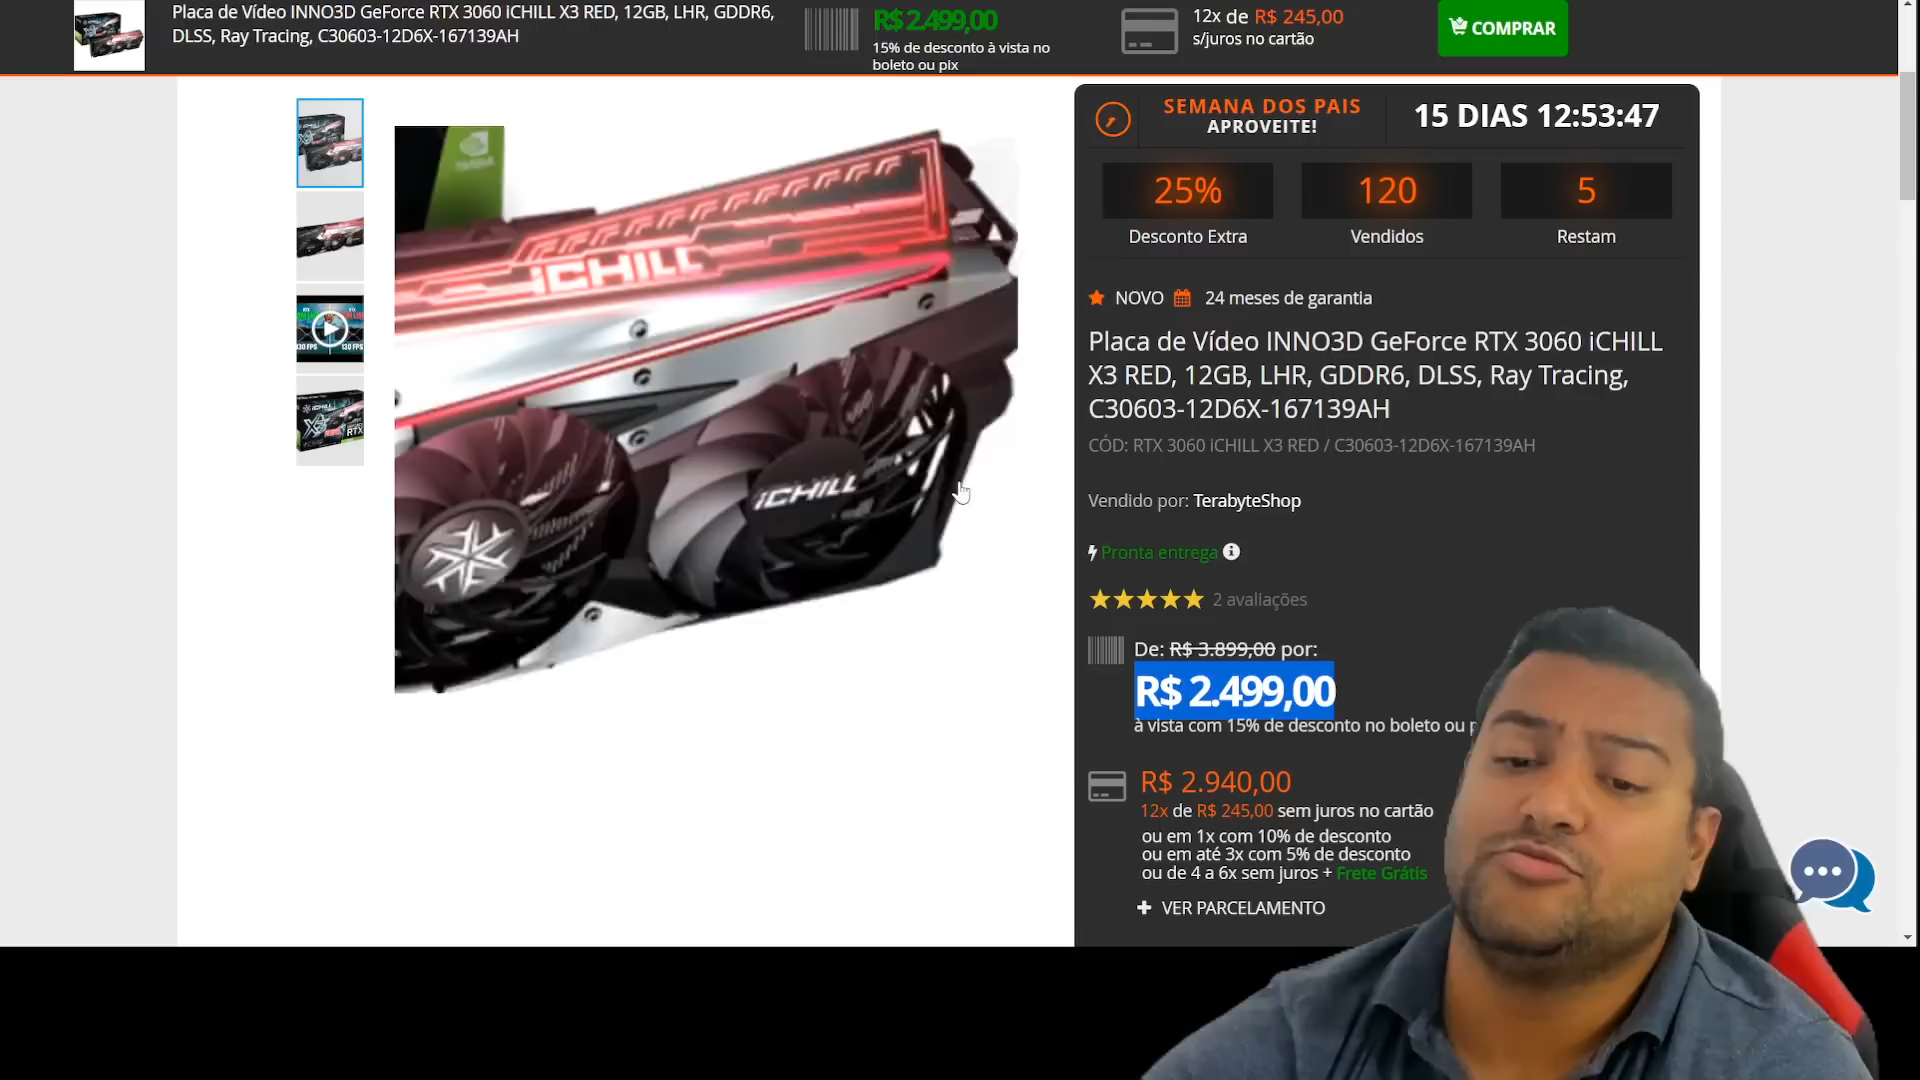 Placa de Vídeo INNO3D GeForce RTX 3060 iCHILL X3 RED, 12GB, LHR, GDDR6,
DLSS, Ray Tracing, C30603-12D6X-167139AH
R$ 2.499,00
15% de desconto à vista no
boleto ou pix
12x de R$ 245,00
s/juros no cartão
COMPRAR
SEMANA DOS PAIS
APROVEITE!
15 DIAS 12:53:47
25%
120
5
Desconto Extra
Vendidos
Restam
NOVO
24 meses de garantia
Placa de Vídeo INNO3D GeForce RTX 3060 iCHILL
X3 RED, 12GB, LHR, GDDR6, DLSS, Ray Tracing,
C30603-12D6X-167139AH
CÓD: RTX 3060 iCHILL X3 RED / C30603-12D6X-167139AH
Vendido por: TerabyteShop
Pronta entrega
2 avaliações
De: R$ 3.899,00 por:
R$ 2.499,00
à vista com 15% de desconto no boleto ou p
R$ 2.940,00
12x de R$ 245,00 sem juros no cartão
ou em 1x com 10% de desconto
ou em até 3x com 5% de desconto
ou de 4 a 6x sem juros + Frete Grátis
+ VER PARCELAMENTO
iCHILL
iCHILL